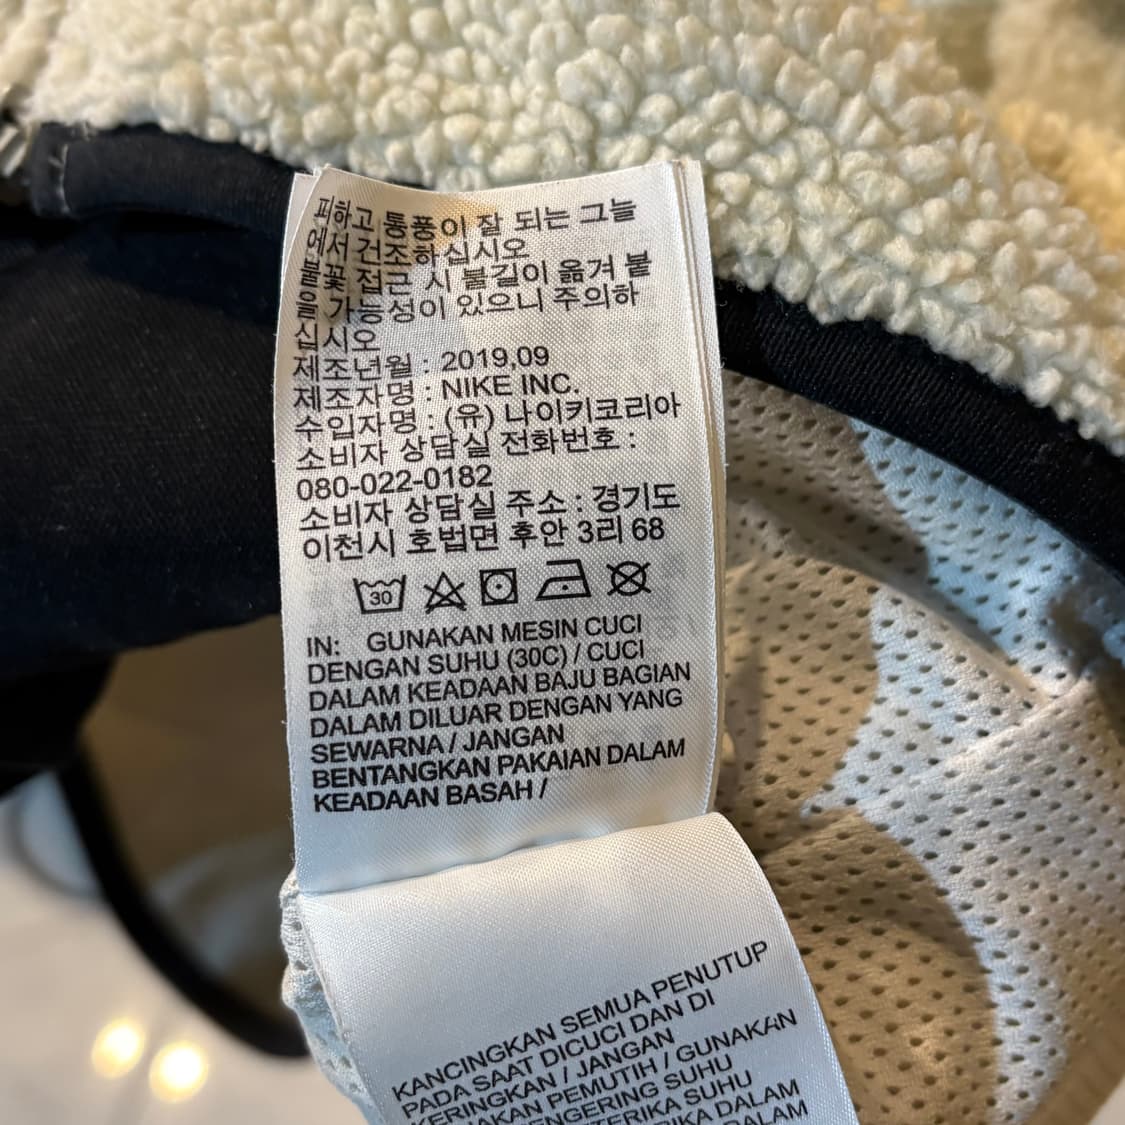 피하고 통풍이 잘 되는 그늘
에서 건조하십시오
불꽃 접근 시 불길이 옮겨 붙
을 가능성이 있으니 주의하
십시오
제조년월 : 2019,09
제조자명 : NIKE INC.
수입자명 : (유) 나이키코리아
소비자 상담실 전화번호 :
080-022-0182
소비자 상담실 주소 : 경기도
이천시 호법면 후안 3리 68
30
IN: GUNAKAN MESIN CUCI
DENGAN SUHU (30C) / CUCI
DALAM KEADAAN BAJU BAGIAN
DALAM DILUAR DENGAN YANG
SEWARNA / JANGAN
BENTANGKAN PAKAIAN DALAM
KEADAAN BASAH /
KANCINGKAN SEMUA PENUTUP
PADA SAAT DICUCI DAN DI
KERINGKAN / JANGAN
PEMUTIH / GUNAKAN
SUHU
SUHU
DALAM
DALAM